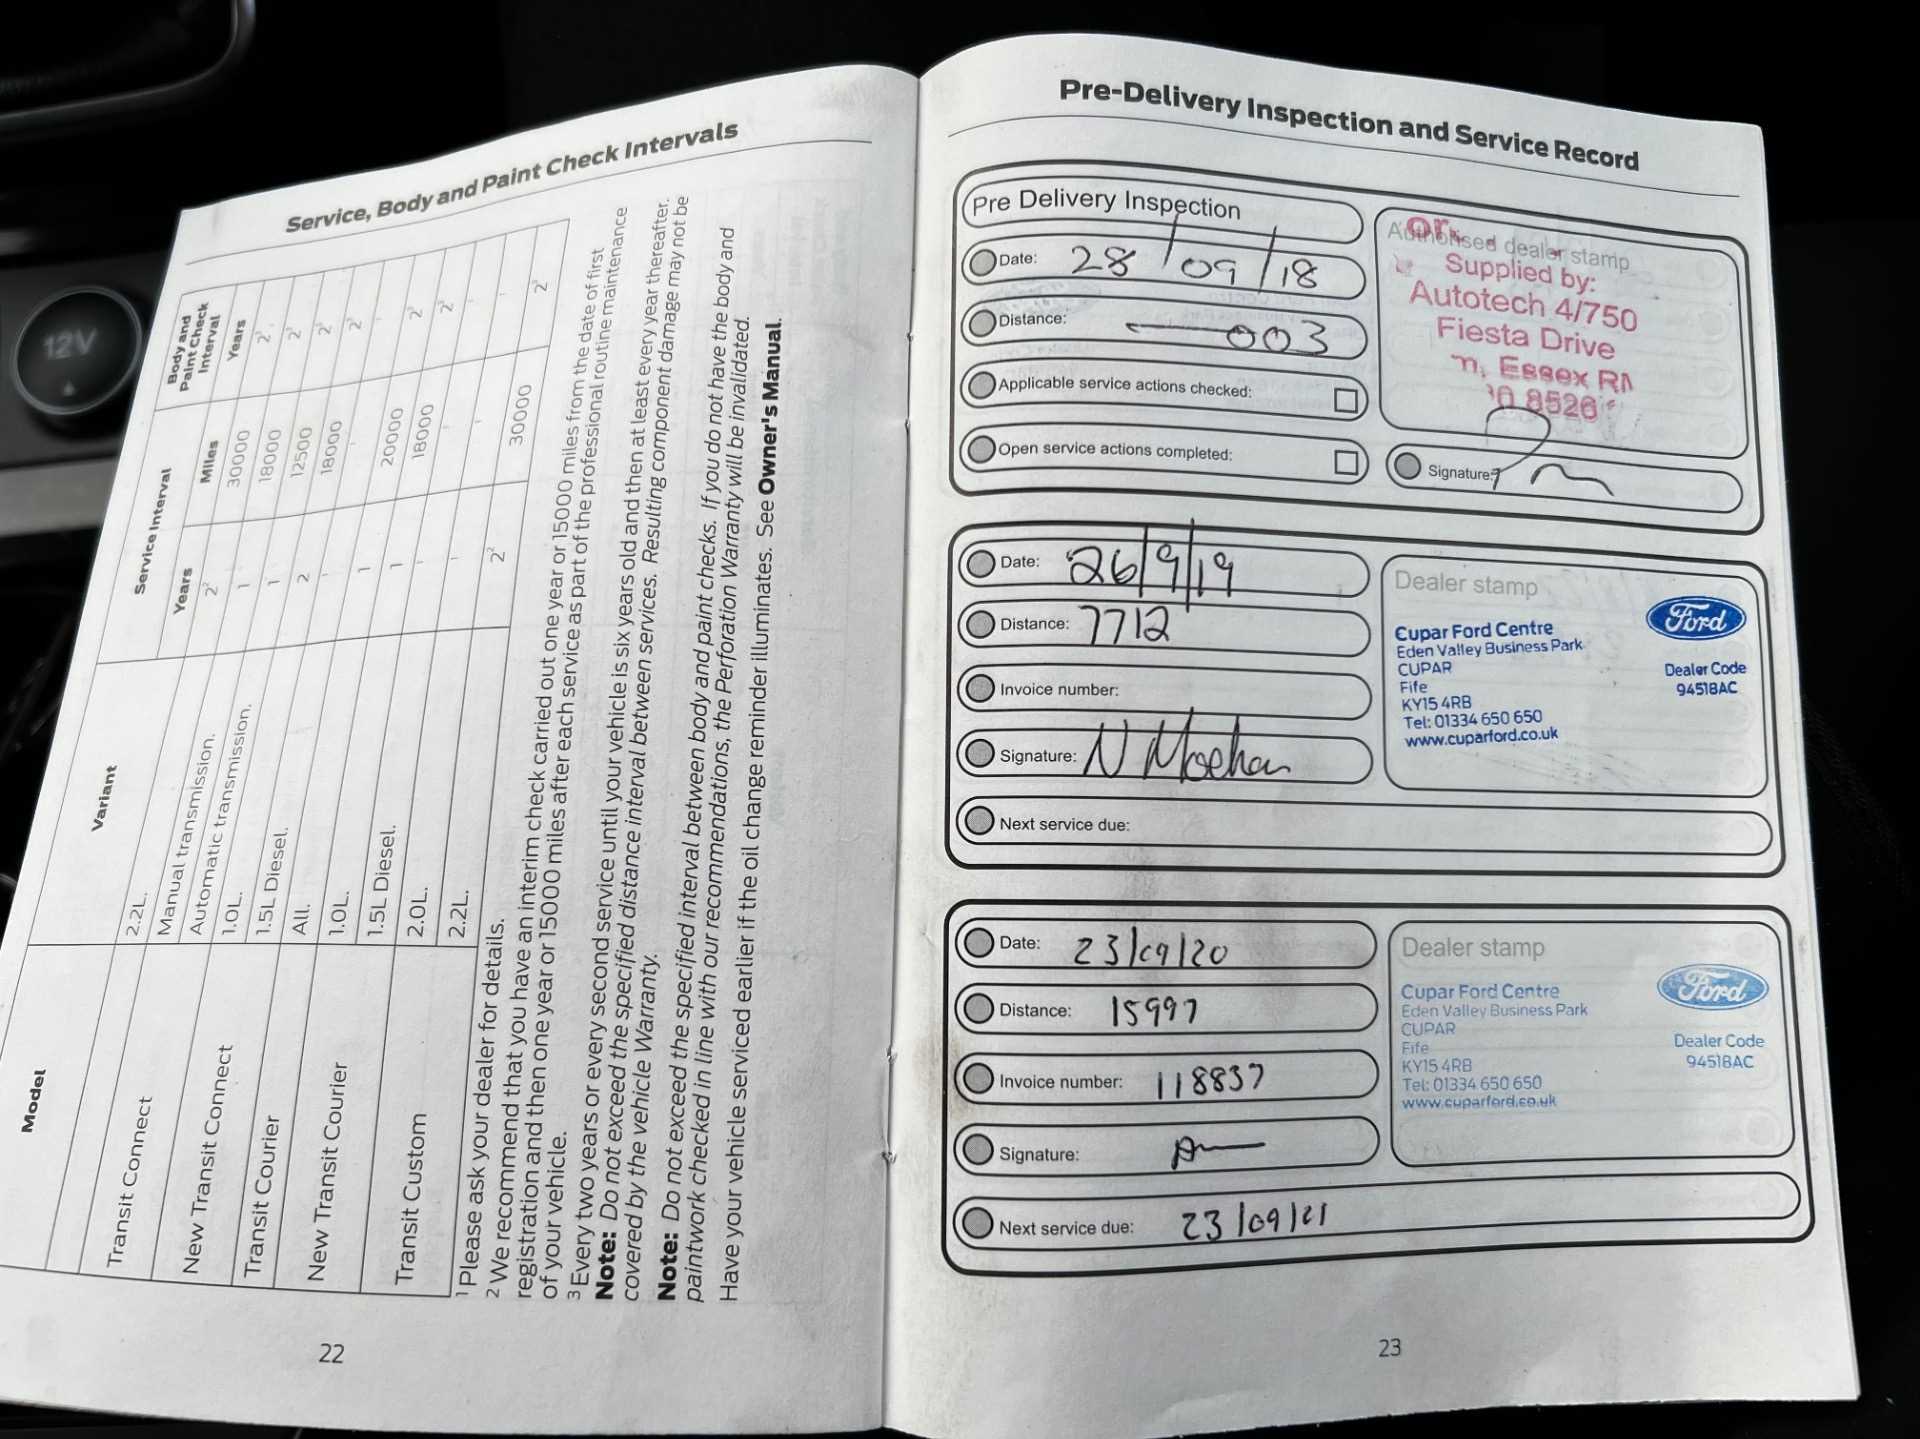 12V
Service, Body and Paint Check Intervals
Model
Variant
Service Interval
Body and Paint Check Interval
Years
Miles
Years
Transit Connect
2.2L.
2²
30000
New Transit Connect
Manual transmission.
1
18000
Automatic transmission.
1
12500
Transit Courier
1.0L.
2
18000
1.5L Diesel.
New Transit Courier
All.
1.0L.
1
20000
1.5L Diesel.
1
18000
Transit Custom
2.0L.
2.2L.
2²
30000
1 Please ask your dealer for details.
2 We recommend that you have an interim check carried out one year or 15000 miles from the date of first
registration and then one year or 15000 miles after each service as part of the professional routine maintenance
of your vehicle.
3 Every two years or every second service until your vehicle is six years old and then at least every year thereafter.
Note: Do not exceed the specified distance interval between services. Resulting component damage may not be
covered by the vehicle Warranty.
Note: Do not exceed the specified interval between body and paint checks. If you do not have the body and
paintwork checked in line with our recommendations, the Perforation Warranty will be invalidated.
Have your vehicle serviced earlier if the oil change reminder illuminates. See Owner's Manual.
22
Pre-Delivery Inspection and Service Record
Pre Delivery Inspection
Date: 28/09/18
Distance: 003
Applicable service actions checked:
Open service actions completed:
Authorised dealer stamp
Supplied by:
Autotech 4/750
Fiesta Drive
Essex
8526
Signature:
Date: 26/9/19
Distance: 7712
Invoice number:
Signature: N Meehan
Next service due:
Dealer stamp
Cupar Ford Centre
Eden Valley Business Park
CUPAR
Fife
KY15 4RB
Tel: 01334 650 650
www.cuparford.co.uk
Ford
Dealer Code
94518AC
Date: 23/09/20
Distance: 15997
Invoice number: 118837
Signature:
Next service due: 23/09/21
Dealer stamp
Cupar Ford Centre
Eden Valley Business Park
CUPAR
Fife
KY15 4RB
Tel: 01334 650 650
www.cuparford.co.uk
Ford
Dealer Code
94518AC
23